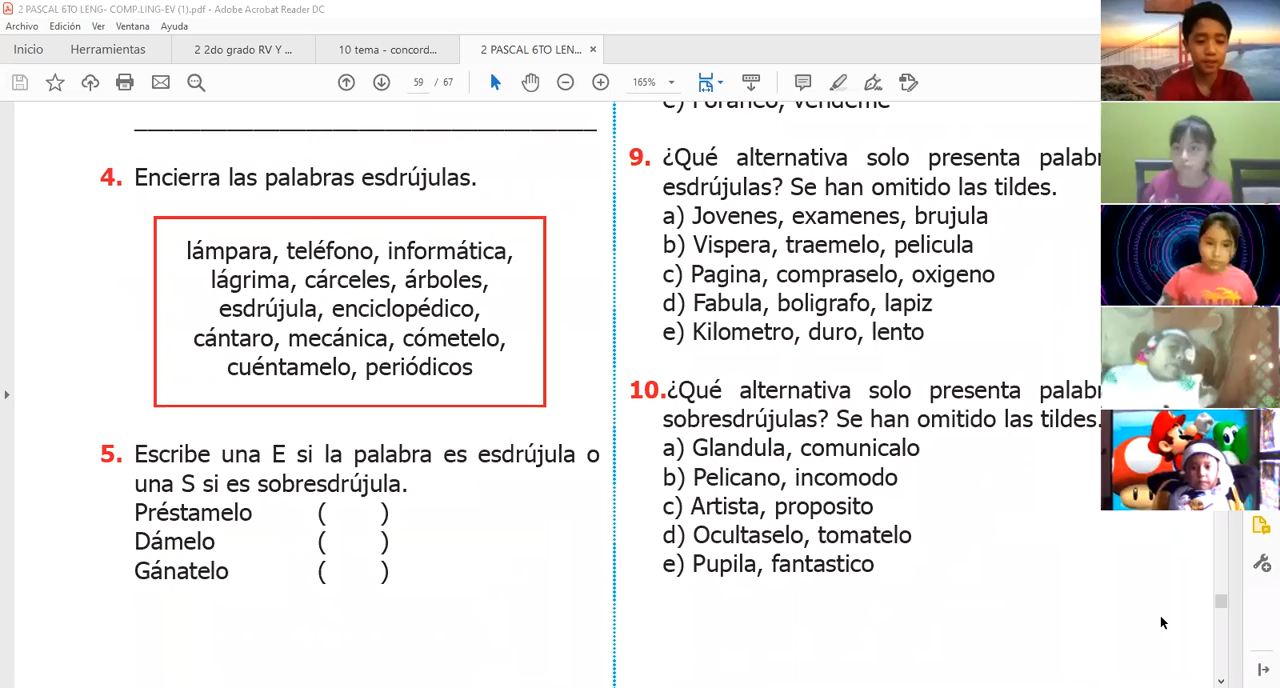 2 PASCAL 6TO LENG- COMP.LING-EV (1).pdf - Adobe Acrobat Reader DC
Archivo Edición Ver Ventana Ayuda
Inicio Herramientas 2 2do grado RV Y ... 10 tema - concord... 2 PASCAL 6TO LEN... ×
59 / 67 165%
4. Encierra las palabras esdrújulas.
lámpara, teléfono, informática,
lágrima, cárceles, árboles,
esdrújula, enciclopédico,
cántaro, mecánica, cómetelo,
cuéntamelo, periódicos
5. Escribe una E si la palabra es esdrújula o
una S si es sobresdrújula.
Préstamelo ( )
Dámelo ( )
Gánatelo ( )
9. ¿Qué alternativa solo presenta palabr
esdrújulas? Se han omitido las tildes.
a) Jovenes, examenes, brujula
b) Vispera, traemelo, pelicula
c) Pagina, compraselo, oxigeno
d) Fabula, boligrafo, lapiz
e) Kilometro, duro, lento
10.¿Qué alternativa solo presenta palabr
sobresdrújulas? Se han omitido las tildes.
a) Glandula, comunicalo
b) Pelicano, incomodo
c) Artista, proposito
d) Ocultaselo, tomatelo
e) Pupila, fantastico